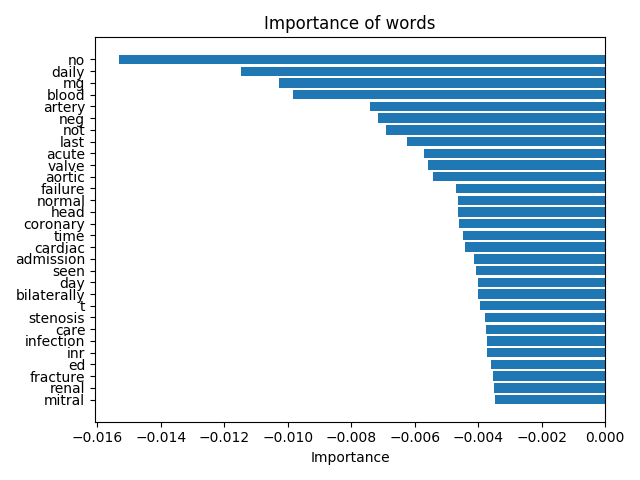 Importance of words
no
daily
mg
blood
artery
neg
not
last
acute
valve
aortic
failure
normal
head
coronary
time
cardiac
admission
seen
day
bilaterally
t
stenosis
care
infection
inr
ed
fracture
renal
mitral
−0.016 −0.014 −0.012 −0.010 −0.008 −0.006 −0.004 −0.002 0.000
Importance